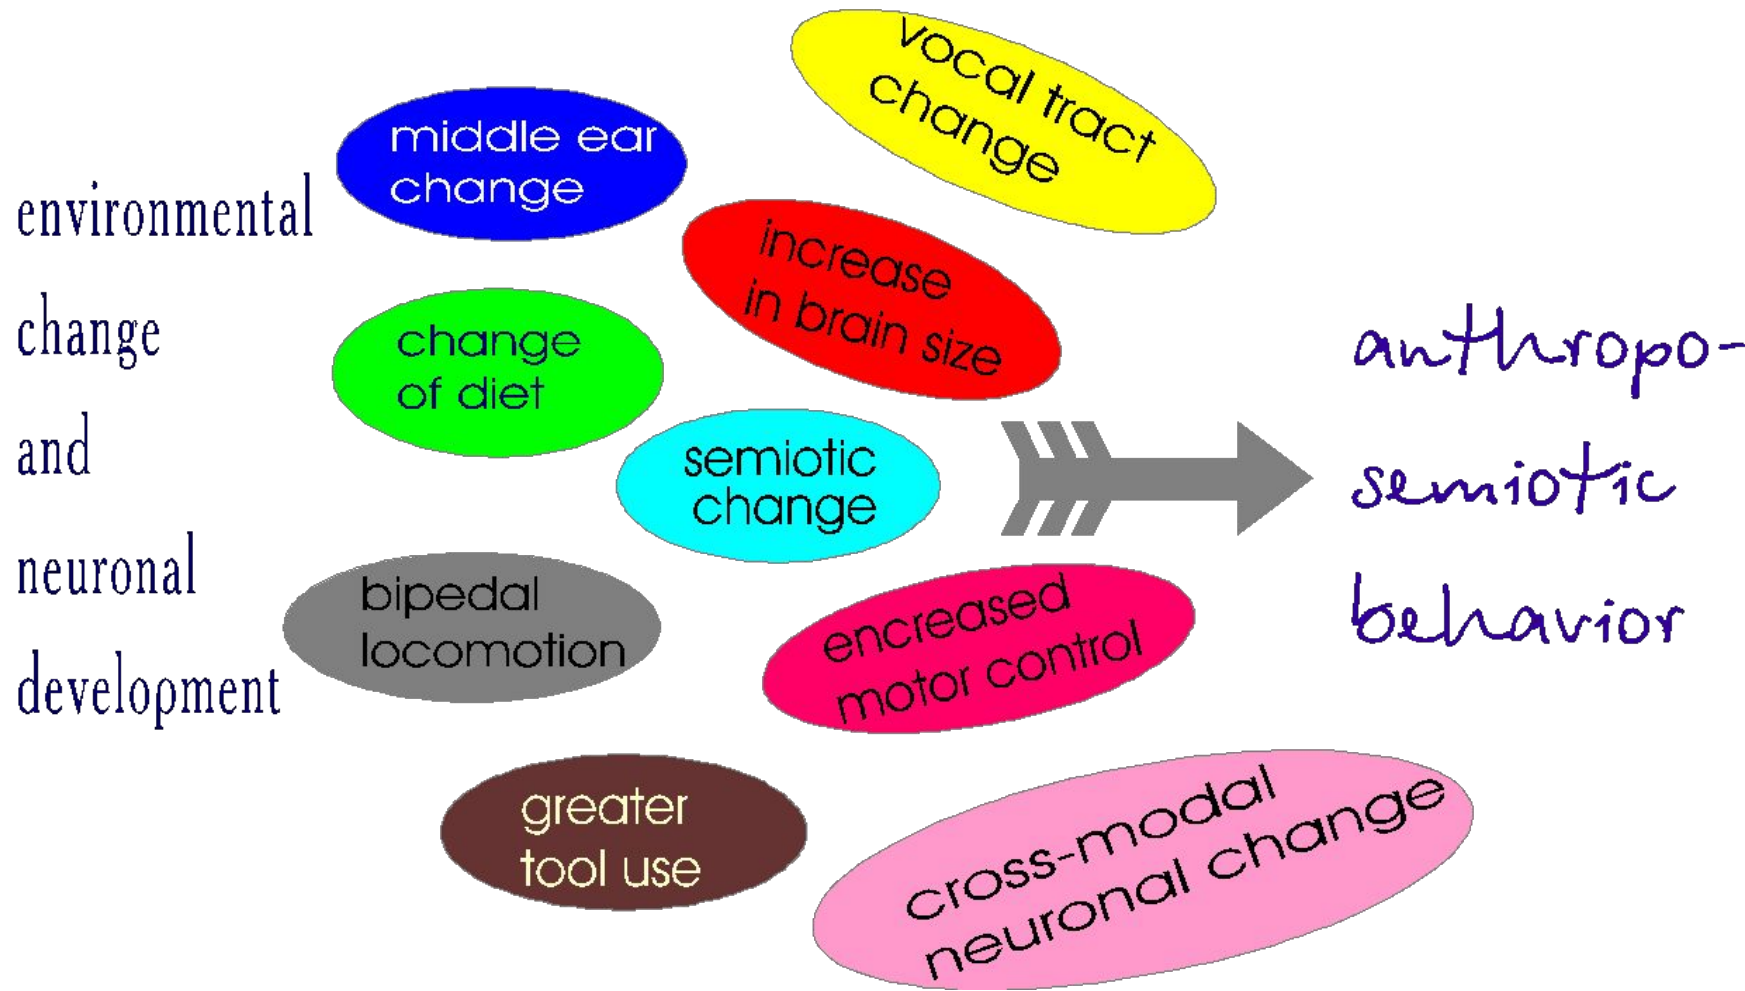 environmental
change
and
neuronal
development
middle ear
change
vocal tract
change
increase
in brain size
change
of diet
semiotic
change
bipedal
locomotion
encreased
motor control
greater
tool use
cross-modal
neuronal change
anthropo-
semiotic
behavior